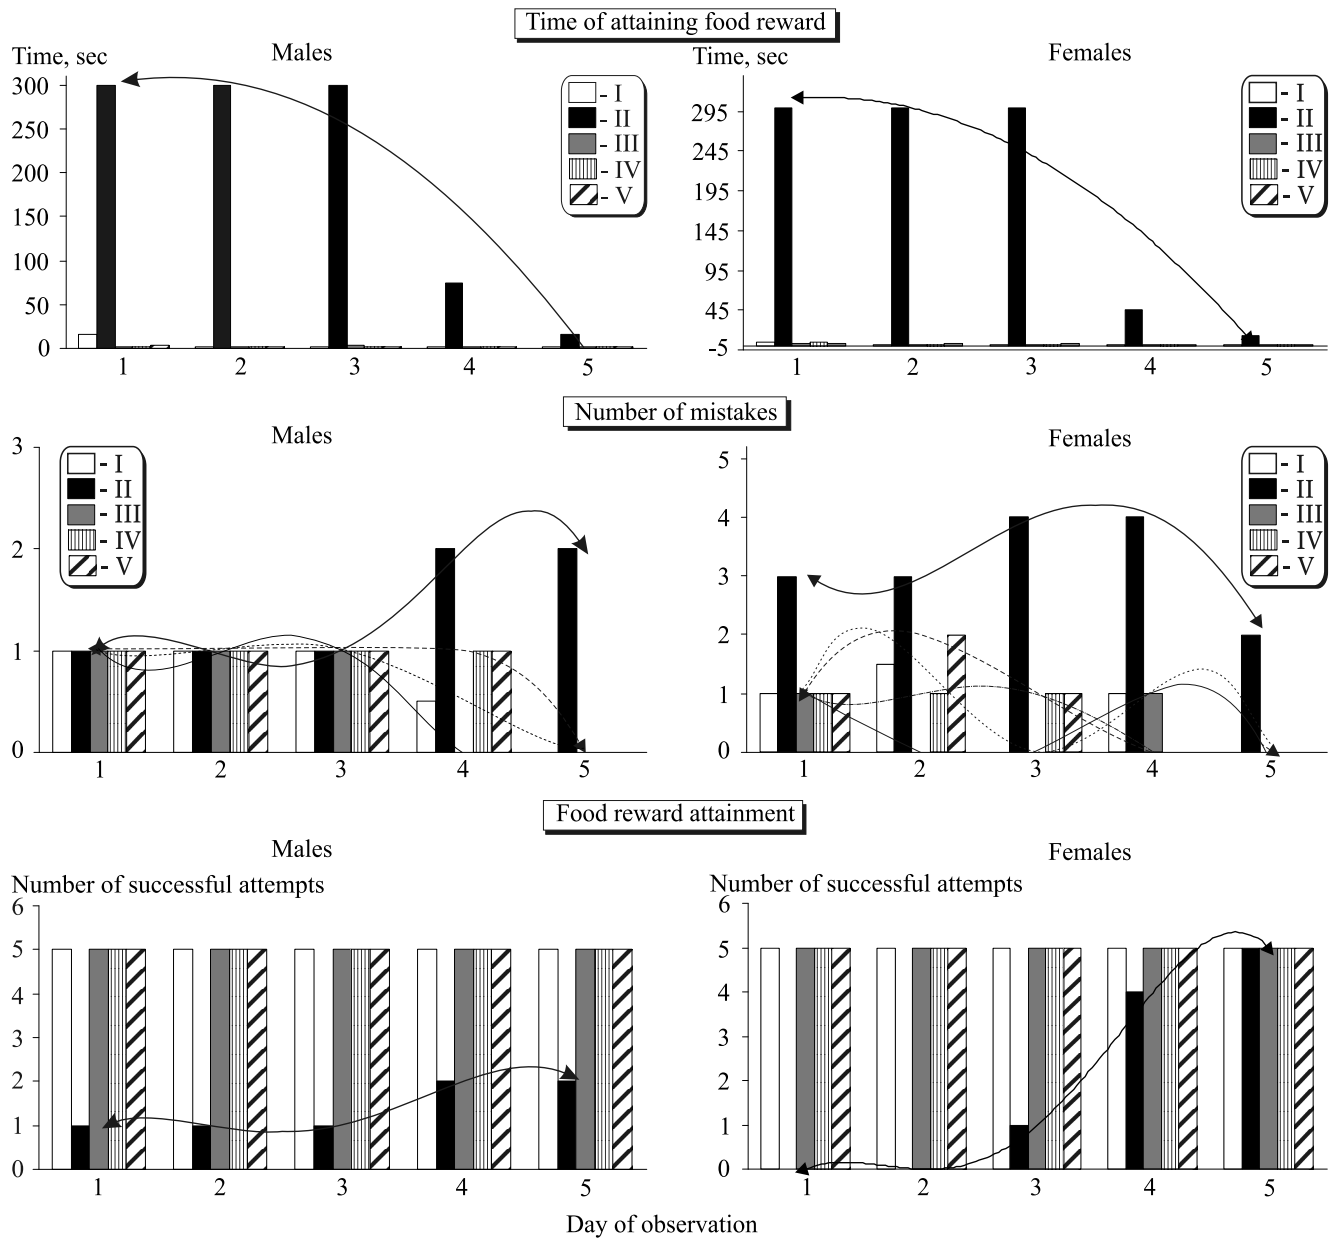 Time of attaining food reward
Time, sec
Males
300
250
200
150
100
50
0
1 2 3 4 5
- I
- II
- III
- IV
- V
Time, sec
Females
295
245
195
145
95
45
-5
1 2 3 4 5
- I
- II
- III
- IV
- V
Number of mistakes
Males
3
2
1
0
1 2 3 4 5
- I
- II
- III
- IV
- V
Females
5
4
3
2
1
0
1 2 3 4 5
- I
- II
- III
- IV
- V
Food reward attainment
Males
Number of successful attempts
6
5
4
3
2
1
0
1 2 3 4 5
Females
Number of successful attempts
6
5
4
3
2
1
0
1 2 3 4 5
Day of observation